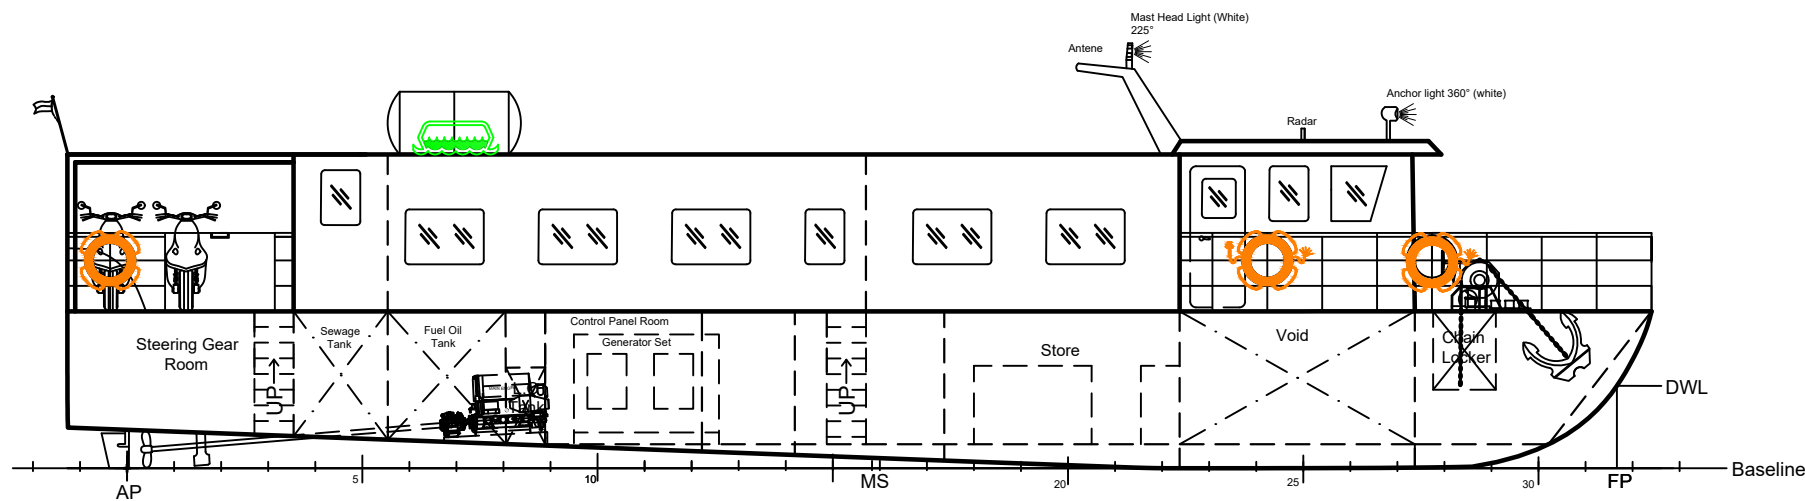 Mast Head Light (White)
225°
Antene
Anchor light 360° (white)
Radar
Steering Gear
Room
UP
Sewage
Tank
Fuel Oil
Tank
Control Panel Room
Generator Set
UP
Store
Void
Chain
Locker
DWL
Baseline
AP
5
10
MS
20
25
30
FP